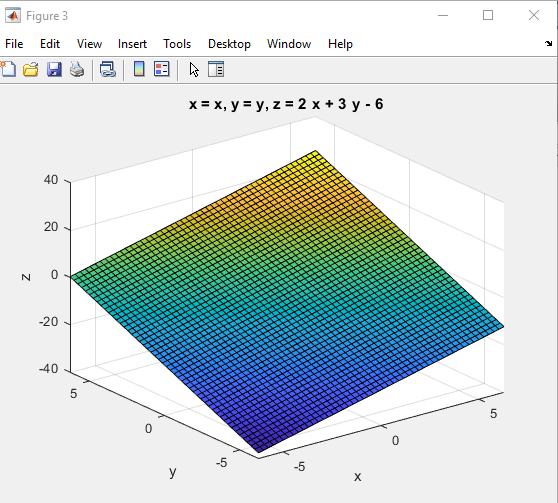 Figure 3
File Edit View Insert Tools Desktop Window Help
x = x, y = y, z = 2 x + 3 y - 6
40
20
0
-20
-40
z
5
0
-5
y
-5
0
5
x